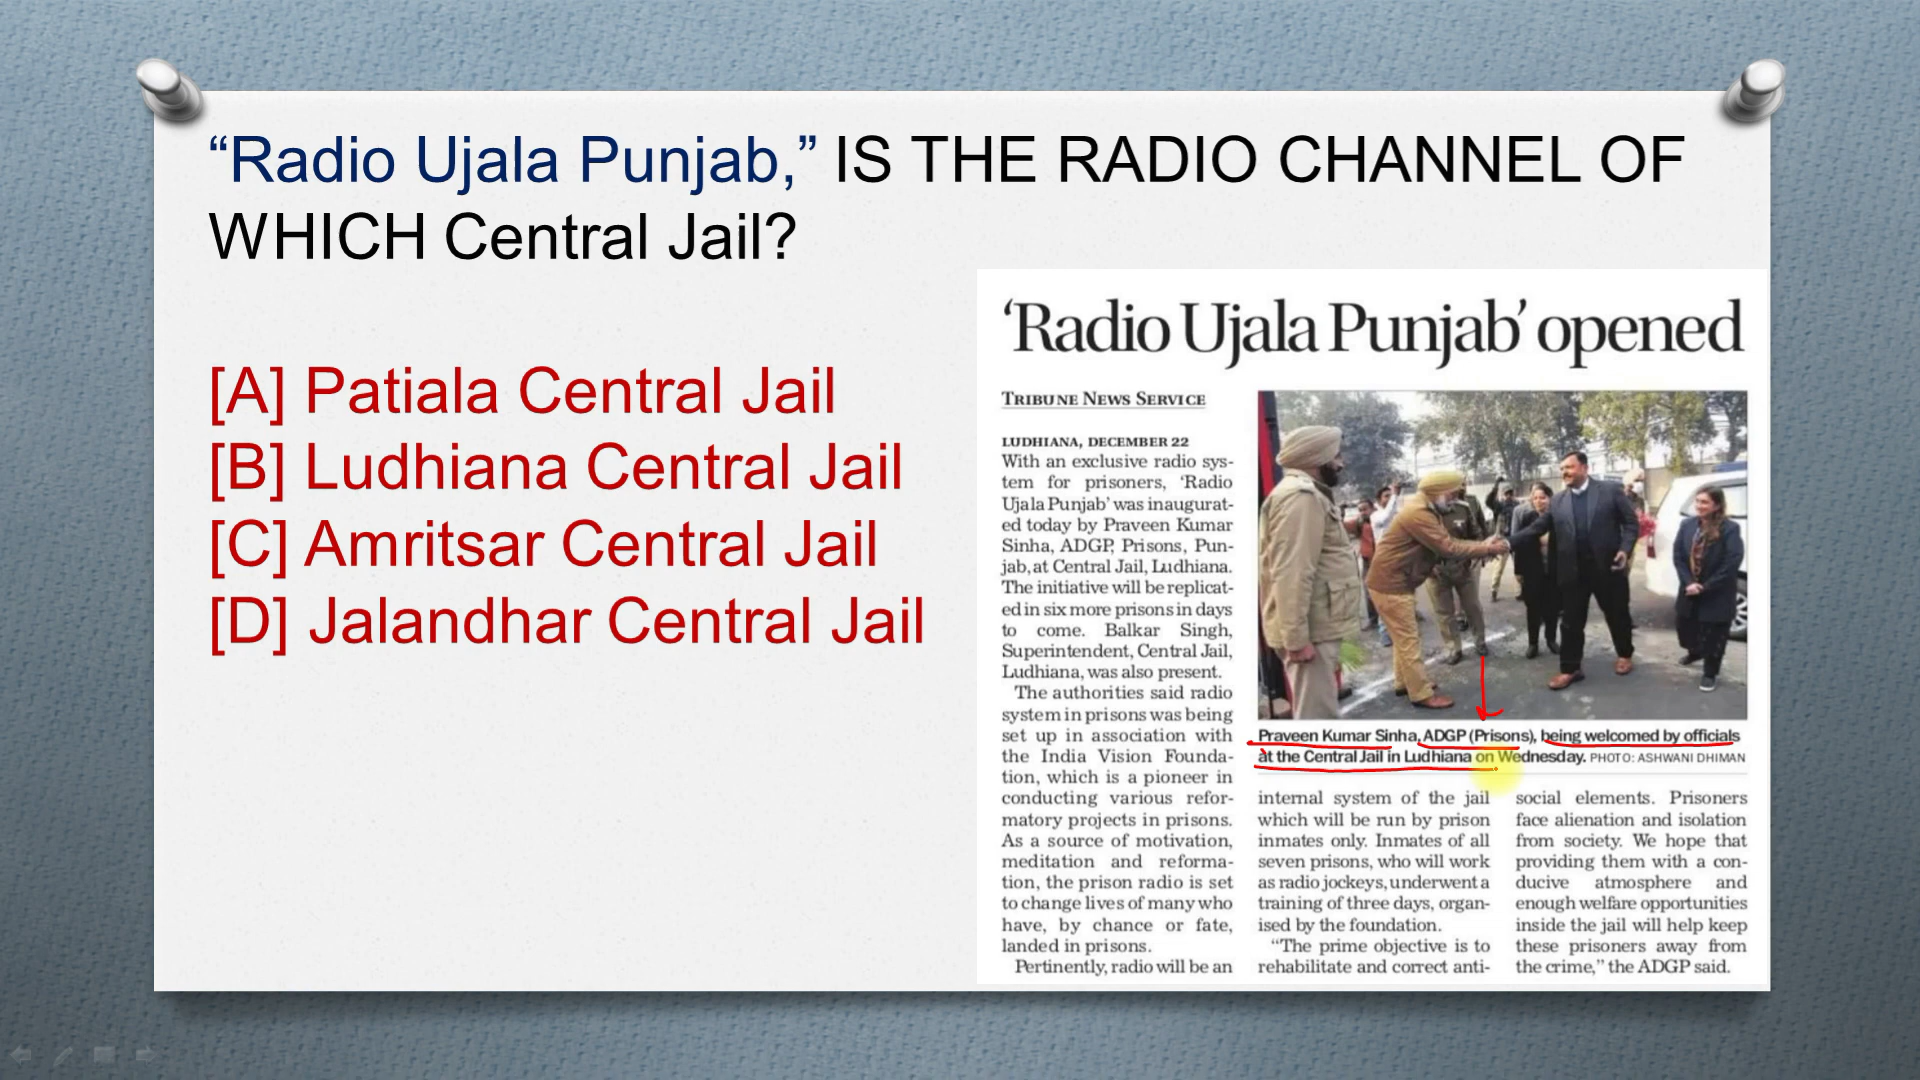 “Radio Ujala Punjab,” IS THE RADIO CHANNEL OF
WHICH Central Jail?
[A] Patiala Central Jail
[B] Ludhiana Central Jail
[C] Amritsar Central Jail
[D] Jalandhar Central Jail
‘Radio Ujala Punjab’ opened
TRIBUNE NEWS SERVICE
LUDHIANA, DECEMBER 22
With an exclusive radio sys-
tem for prisoners, ‘Radio
Ujala Punjab’ was inaugurat-
ed today by Praveen Kumar
Sinha, ADGP, Prisons, Pun-
jab, at Central Jail, Ludhiana.
The initiative will be replicat-
ed in six more prisons in days
to come. Balkar Singh,
Superintendent, Central Jail,
Ludhiana, was also present.
The authorities said radio
system in prisons was being
set up in association with
the India Vision Founda-
tion, which is a pioneer in
conducting various refor-
matory projects in prisons.
As a source of motivation,
meditation and reforma-
tion, the prison radio is set
to change lives of many who
have, by chance or fate,
landed in prisons.
Pertinently, radio will be an
Praveen Kumar Sinha, ADGP (Prisons), being welcomed by officials
at the Central Jail in Ludhiana on Wednesday. PHOTO: ASHWANI DHIMAN
internal system of the jail
which will be run by prison
inmates only. Inmates of all
seven prisons, who will work
as radio jockeys, underwent a
training of three days, organ-
ised by the foundation.
“The prime objective is to
rehabilitate and correct anti-
social elements. Prisoners
face alienation and isolation
from society. We hope that
providing them with a con-
ducive atmosphere and
enough welfare opportunities
inside the jail will help keep
these prisoners away from
the crime,” the ADGP said.